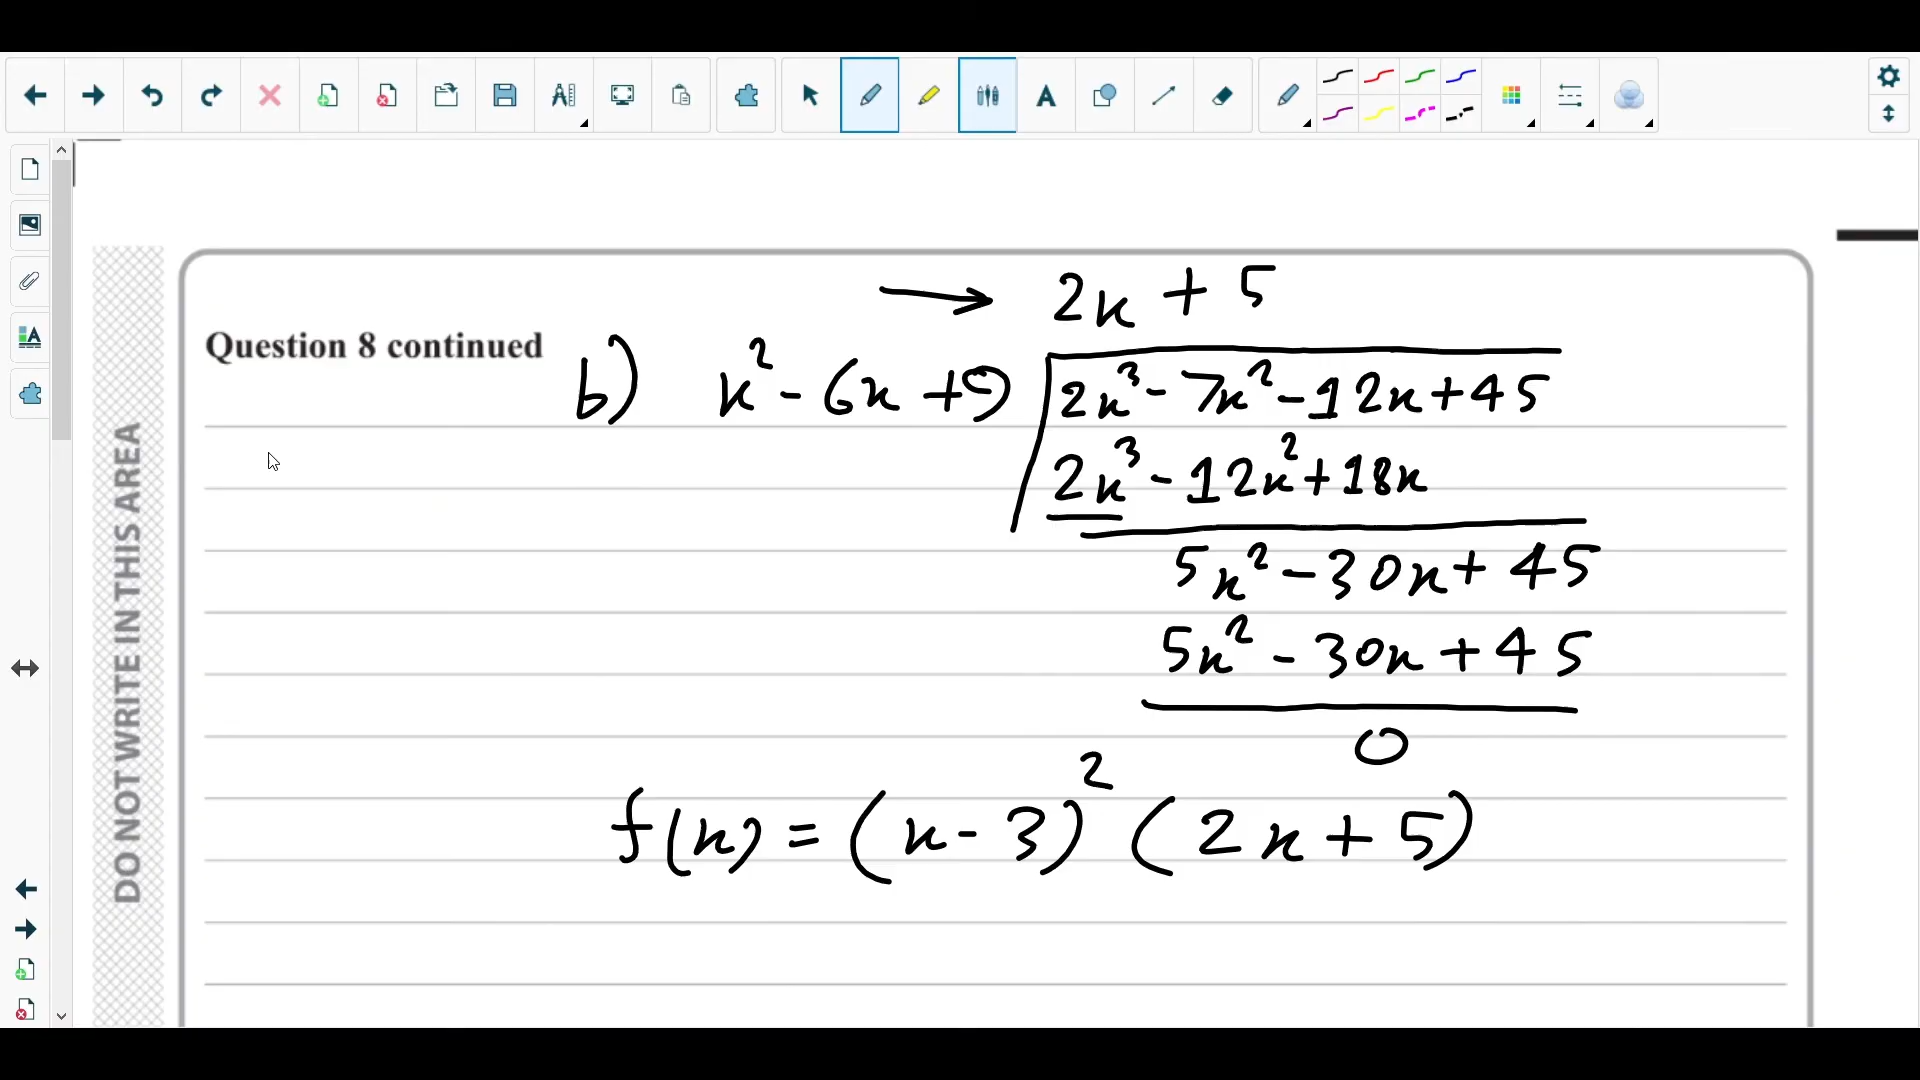 DO NOT WRITE IN THIS AREA
Question 8 continued
→ 2x + 5
b) x² - 6x + 9 2x³ - 7x² - 12x + 45
2x³ - 12x² + 18x
5x² - 30x + 45
5x² - 30x + 45
0
f(x) = (x - 3)² (2x + 5)